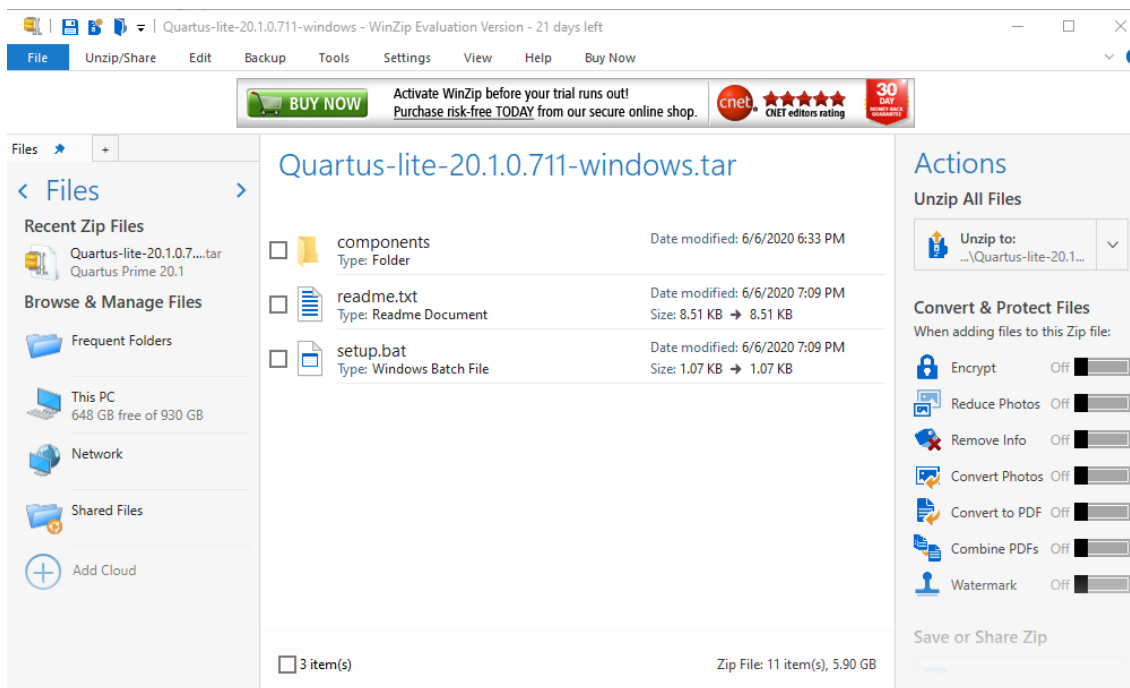 Quartus-lite-20.1.0.711-windows - WinZip Evaluation Version - 21 days left
File Unzip/Share Edit Backup Tools Settings View Help Buy Now
BUY NOW
Activate WinZip before your trial runs out!
Purchase risk-free TODAY from our secure online shop.
cnet
CNET editors rating
30
DAY
MONEY-BACK
GUARANTEE
Files +
Files
Recent Zip Files
Quartus-lite-20.1.0.7....tar
Quartus Prime 20.1
Browse & Manage Files
Frequent Folders
This PC
648 GB free of 930 GB
Network
Shared Files
Add Cloud
Quartus-lite-20.1.0.711-windows.tar
components
Type: Folder
Date modified: 6/6/2020 6:33 PM
readme.txt
Type: Readme Document
Date modified: 6/6/2020 7:09 PM
Size: 8.51 KB → 8.51 KB
setup.bat
Type: Windows Batch File
Date modified: 6/6/2020 7:09 PM
Size: 1.07 KB → 1.07 KB
3 item(s)
Zip File: 11 item(s), 5.90 GB
Actions
Unzip All Files
Unzip to:
...\Quartus-lite-20.1...
Convert & Protect Files
When adding files to this Zip file:
Encrypt Off
Reduce Photos Off
Remove Info Off
Convert Photos Off
Convert to PDF Off
Combine PDFs Off
Watermark Off
Save or Share Zip